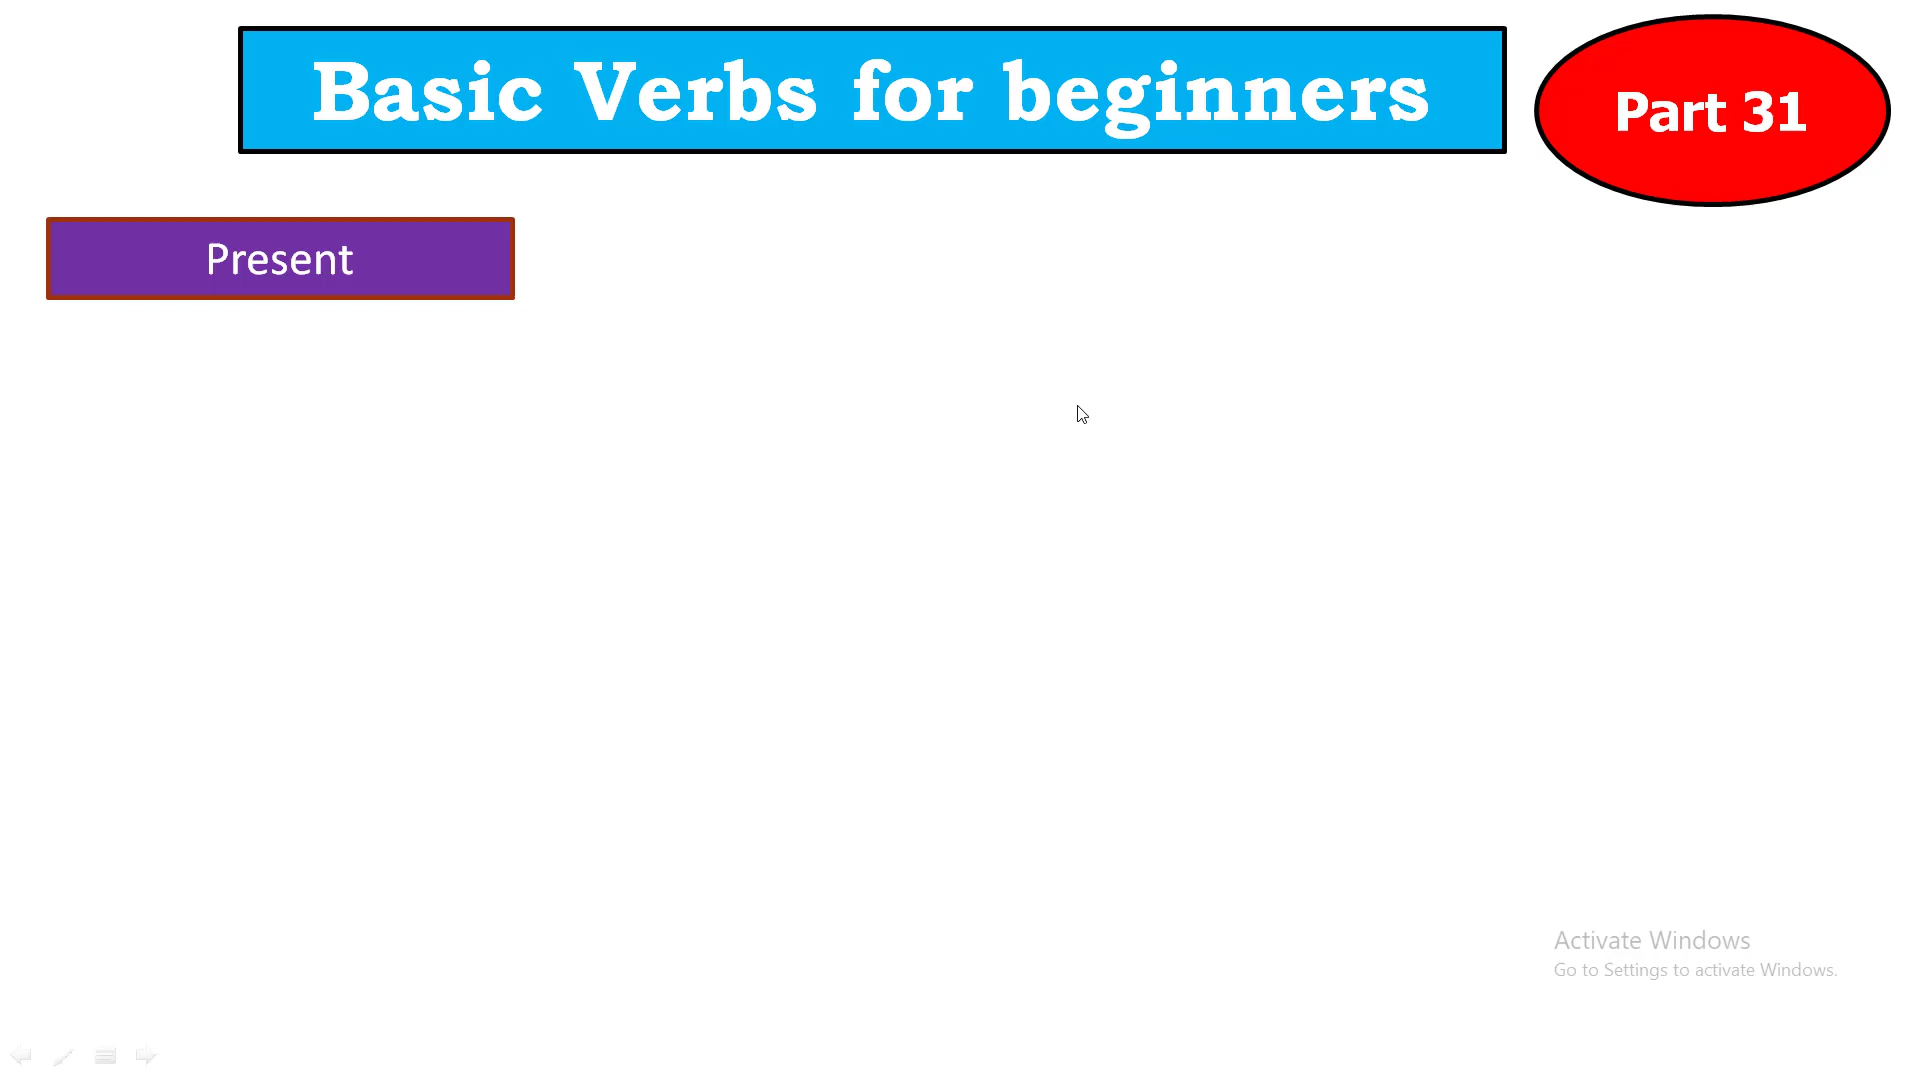 Basic Verbs for beginners
Part 31
Present
Activate Windows
Go to Settings to activate Windows.